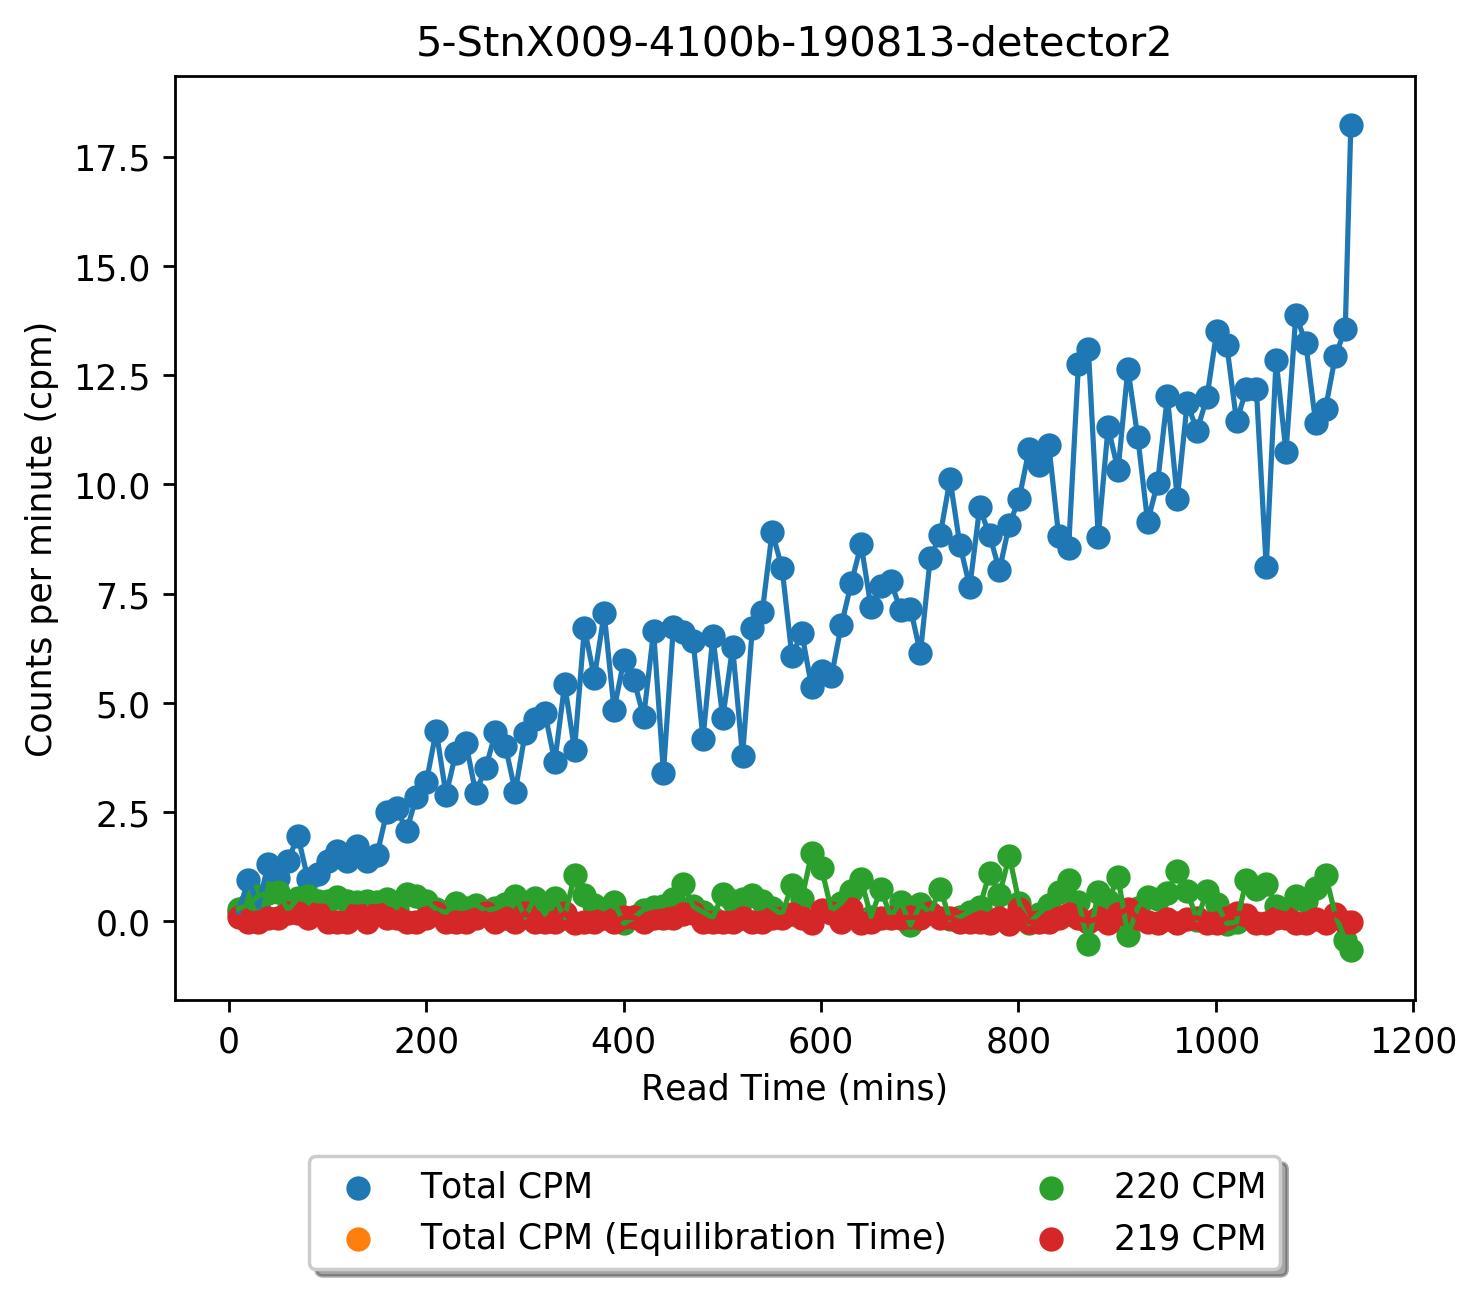 5-StnX009-4100b-190813-detector2
Counts per minute (cpm)
17.5
15.0
12.5
10.0
7.5
5.0
2.5
0.0
0 200 400 600 800 1000 1200
Read Time (mins)
Total CPM
Total CPM (Equilibration Time)
220 CPM
219 CPM